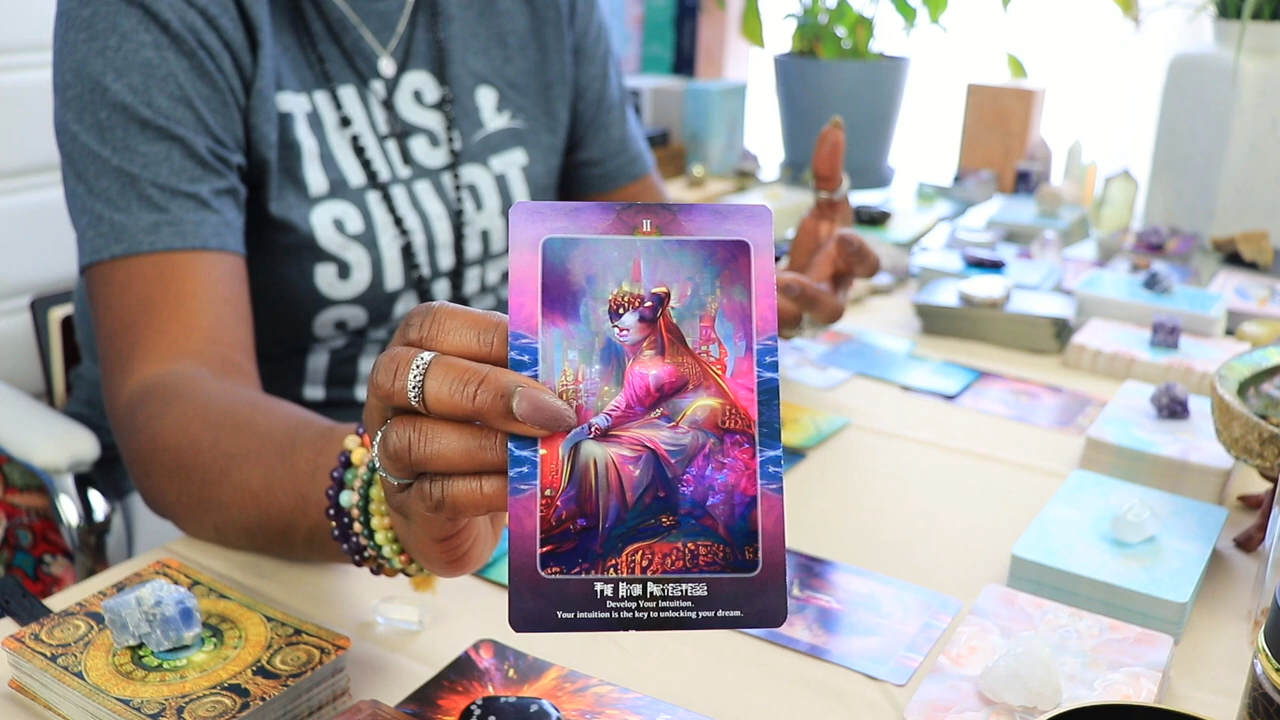 THIS
SHIRT
II
The High Priestess
Develop Your Intuition.
Your intuition is the key to unlocking your dream.